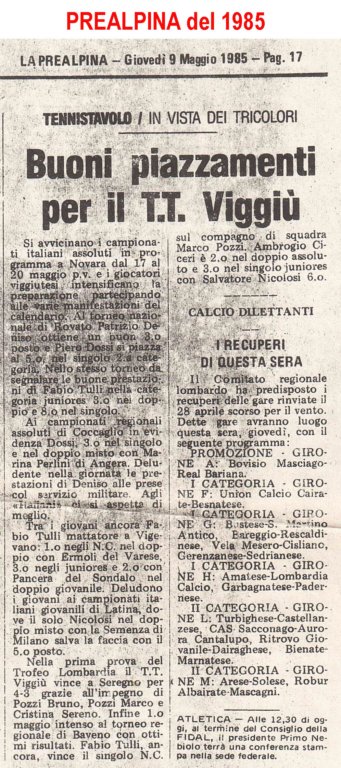 PREALPINA del 1985
LA PREALPINA - Giovedì 9 Maggio 1985 - Pag. 17
TENNISTAVOLO / IN VISTA DEI TRICOLORI
Buoni piazzamenti
per il T.T. Viggiù
Si avvicinano i campiona-
ti italiani assoluti in pro-
gramma a Novara dal 17 al
20 maggio p.v. e i giocatori
viggiutesi intensificano la
preparazione partecipando
alle varie manifestazioni del
calendario. Al torneo nazio-
nale di Rovato Patrizio De-
niso ottiene un buon 3.o
posto e Piero Dossi si piazza
al 5.o, nel singolo 2.a cate-
goria. Nello stesso torneo da
segnalare le buone prestazio-
ni di Fabio Tulli nella cat-
egoria juniores 3.o nel dop-
pio e 8.o nel singolo.
Ai campionati regionali
assoluti di Coccaglio in evi-
denza Dossi, 3.o nel singolo
e nel doppio misto con Ma-
rina Perlini di Angera. De-
ludente nella giornata le pre-
stazioni di Deniso alle prese
col servizio militare. Agli
«italiani» ci si aspetta di
meglio.
Tra i giovani ancora Fa-
bio Tulli mattatore a Vige-
vano: 1.o negli N.C. nel dop-
pio con Ermoli del Varese,
3.o negli juniores e 2.o con
Pancera del Sondalo nel
doppio giovanile. Deludono
i giovani ai campionati ita-
liani giovanili di Latina, do-
ve il solo Nicolosi nel dop-
pio misto con la Semenza di
Milano salva la faccia con il
5.o posto.
Nella prima prova del
Trofeo Lombardia il T.T.
Viggiù vince a Seregno per
4-3 grazie all'impegno di
Pozzi Bruno, Pozzi Marco e
Cristina Sereno. Infine 1.o
maggio intenso al torneo re-
gionale di Baveno con otti-
mi risultati. Fabio Tulli, an-
cora, vince il singolo N.C.
sul compagno di squadra
Marco Pozzi. Ambrogio Ci-
ceri è 2.o nel doppio assolu-
to e 3.o nel singolo juniores
con Salvatore Nicolosi 6.o.
CALCIO DILETTANTI
I RECUPERI
DI QUESTA SERA
Il Comitato regionale
lombardo ha predisposto i
recuperi delle gare rinviate il
28 aprile scorso per il vento.
Dette gare avranno luogo
questa sera, giovedì, con il
seguente programma:
PROMOZIONE - GIRO-
NE A: Bovisio Masciago-
Real Bariana.
I CATEGORIA - GIRO-
NE F: Union Calcio Caira-
te-Besnatese.
I CATEGORIA - GIRO-
NE G: Bustese-S. Martino
Antico, Bareggio-Rescaldi-
nese, Vela Mesero-Cisliano,
Gerenzanese-Sedrianese.
I CATEGORIA - GIRO-
NE H: Amatese-Lombardia
Calcio, Garbagnatese-Pader-
nese.
II CATEGORIA - GIRO-
NE L: Turbighese-Castellan-
zese, CAS Sacconago-Auro-
ra Cantalupo, Ritrovo Gio-
vanile-Dairaghese, Bienate-
Marnatese.
II CATEGORIA - GIRO-
NE M: Arese-Solese, Robur
Albairate-Mascagni.
ATLETICA - Alle 12,30 di og-
gi, al termine del Consiglio della
FIDAL, il presidente Primo Ne-
biolo terrà una conferenza stam-
pa nella sede federale.